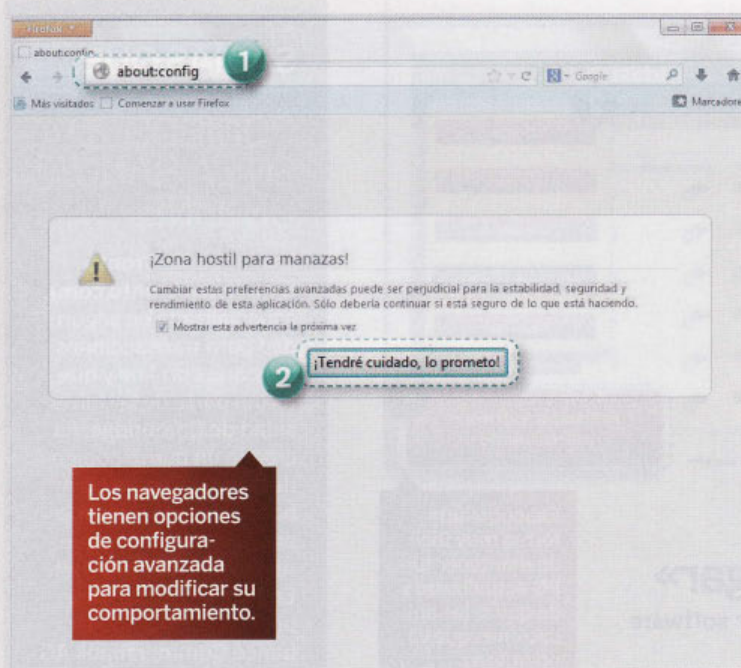 Firefox
about:config
1
about:config
Google
Más visitados Comenzar a usar Firefox
Marcadores
¡Zona hostil para manazas!
Cambiar estas preferencias avanzadas puede ser perjudicial para la estabilidad, seguridad y
rendimiento de esta aplicación. Sólo debería continuar si está seguro de lo que está haciendo.
Mostrar esta advertencia la próxima vez
2
¡Tendré cuidado, lo prometo!
Los navegadores
tienen opciones
de configura-
ción avanzada
para modificar su
comportamiento.